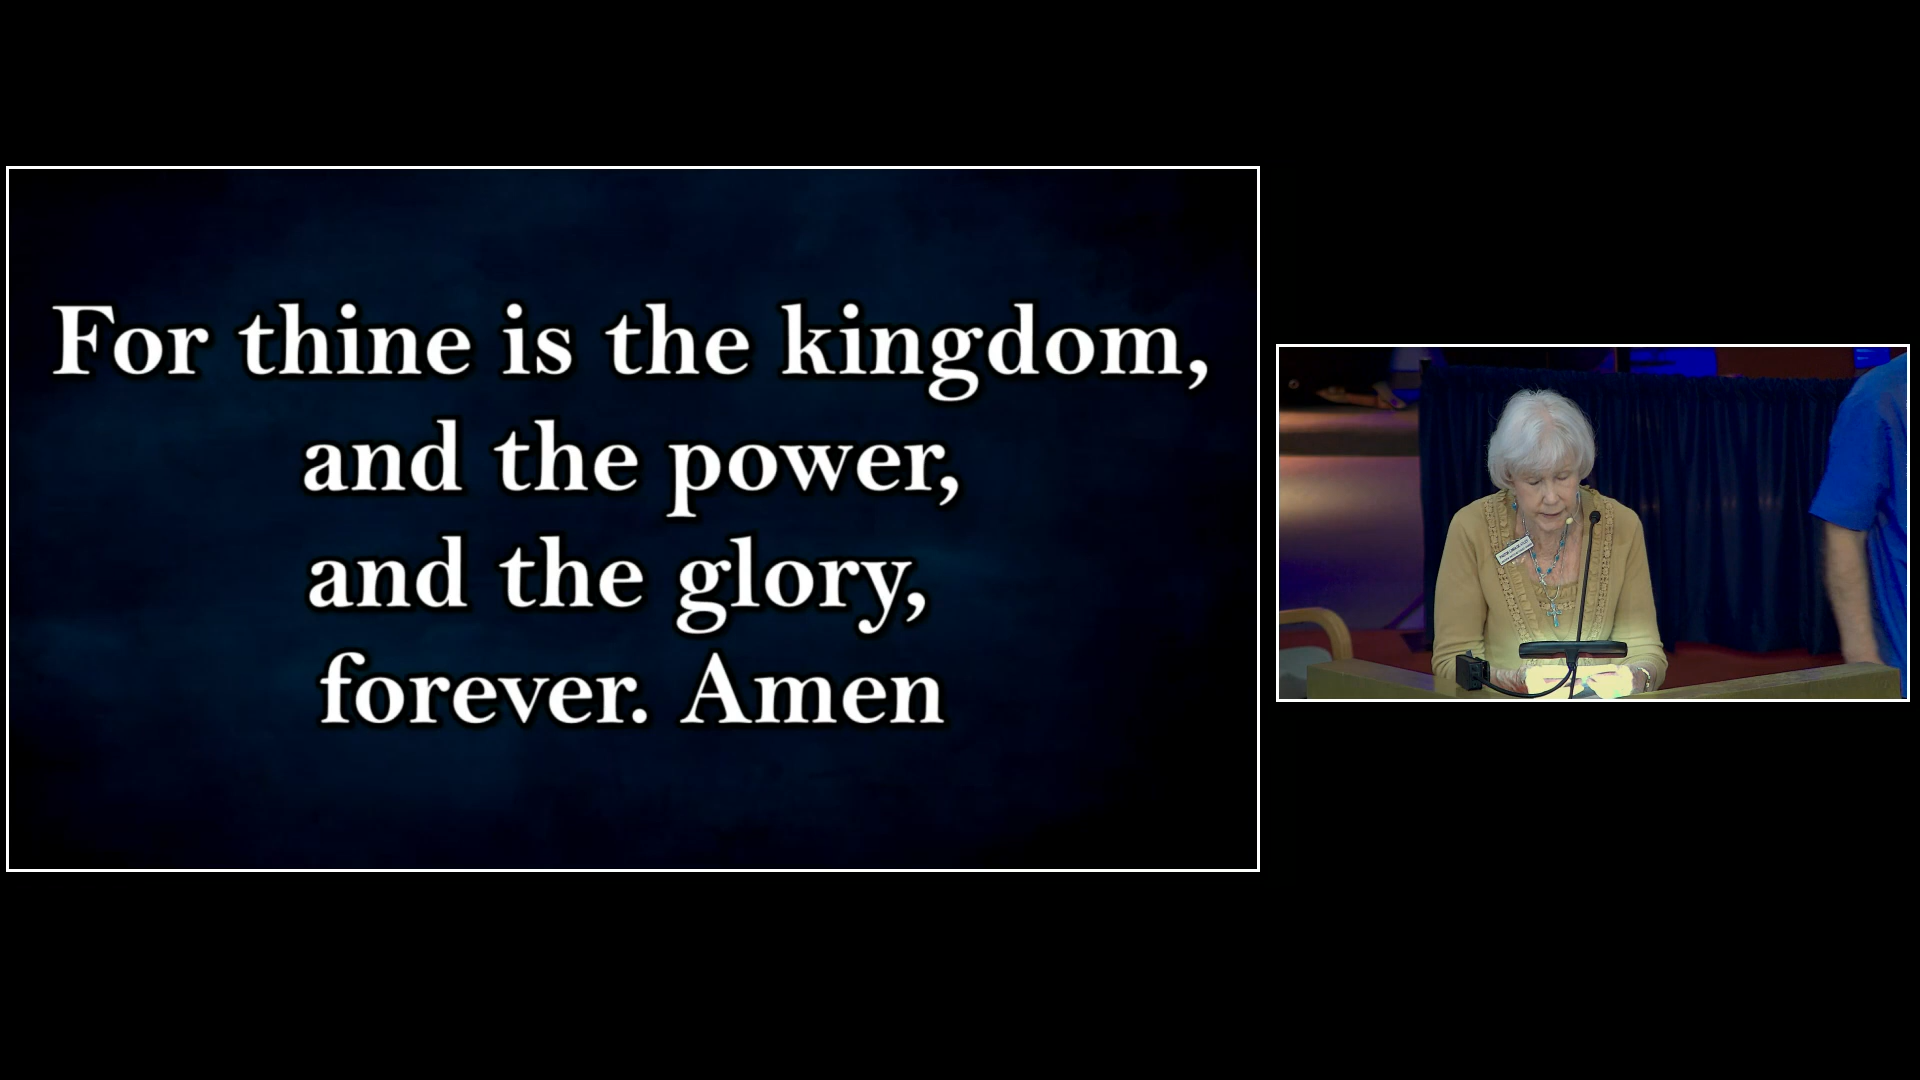 For thine is the kingdom,
and the power,
and the glory,
forever. Amen